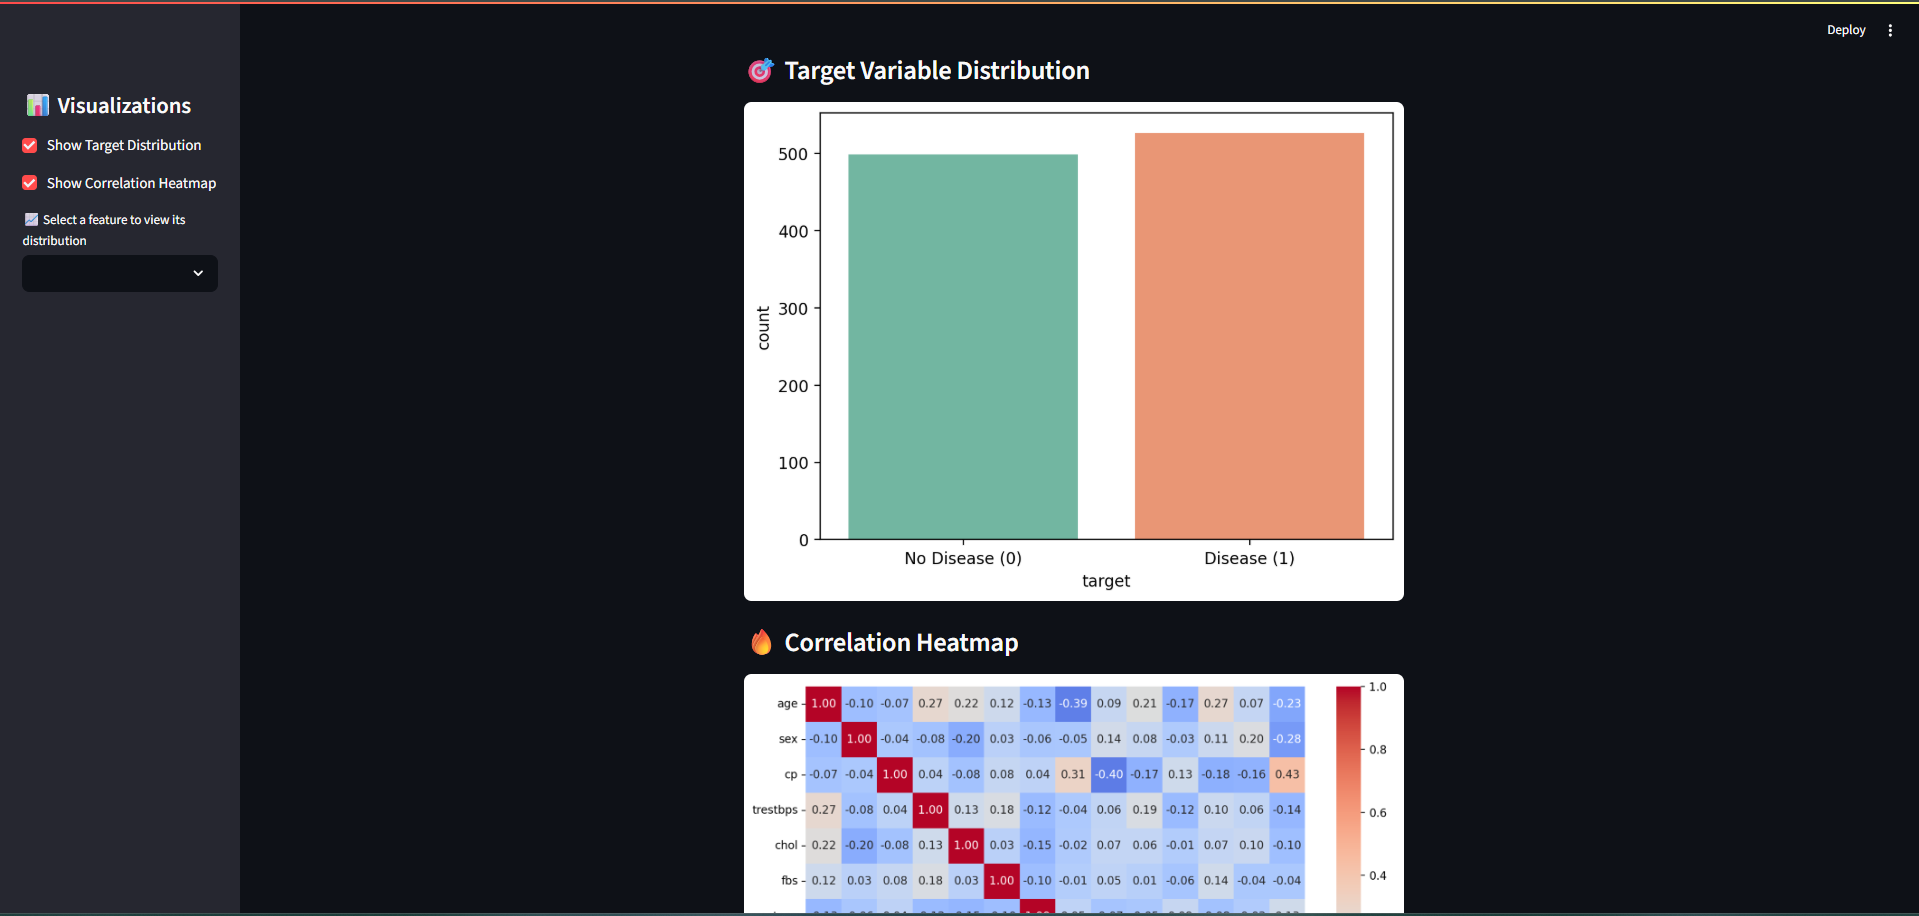 Deploy
Visualizations
Show Target Distribution
Show Correlation Heatmap
Select a feature to view its
distribution
Target Variable Distribution
500
400
300
200
100
0
count
No Disease (0)
Disease (1)
target
Correlation Heatmap
age 1.00 -0.10 -0.07 0.27 0.22 0.12 -0.13 -0.39 0.09 0.21 -0.17 0.27 0.07 -0.23
sex -0.10 1.00 -0.04 -0.08 -0.20 0.03 -0.06 -0.05 0.14 0.08 -0.03 0.11 0.20 -0.28
cp -0.07 -0.04 1.00 0.04 -0.08 0.08 0.04 0.31 -0.40 -0.17 0.13 -0.18 -0.16 0.43
trestbps 0.27 -0.08 0.04 1.00 0.13 0.18 -0.12 -0.04 0.06 0.19 -0.12 0.10 0.06 -0.14
chol 0.22 -0.20 -0.08 0.13 1.00 0.03 -0.15 -0.02 0.07 0.06 -0.01 0.07 0.10 -0.10
fbs 0.12 0.03 0.08 0.18 0.03 1.00 -0.10 -0.01 0.05 0.01 -0.06 0.14 -0.04 -0.04
1.0
0.8
0.6
0.4